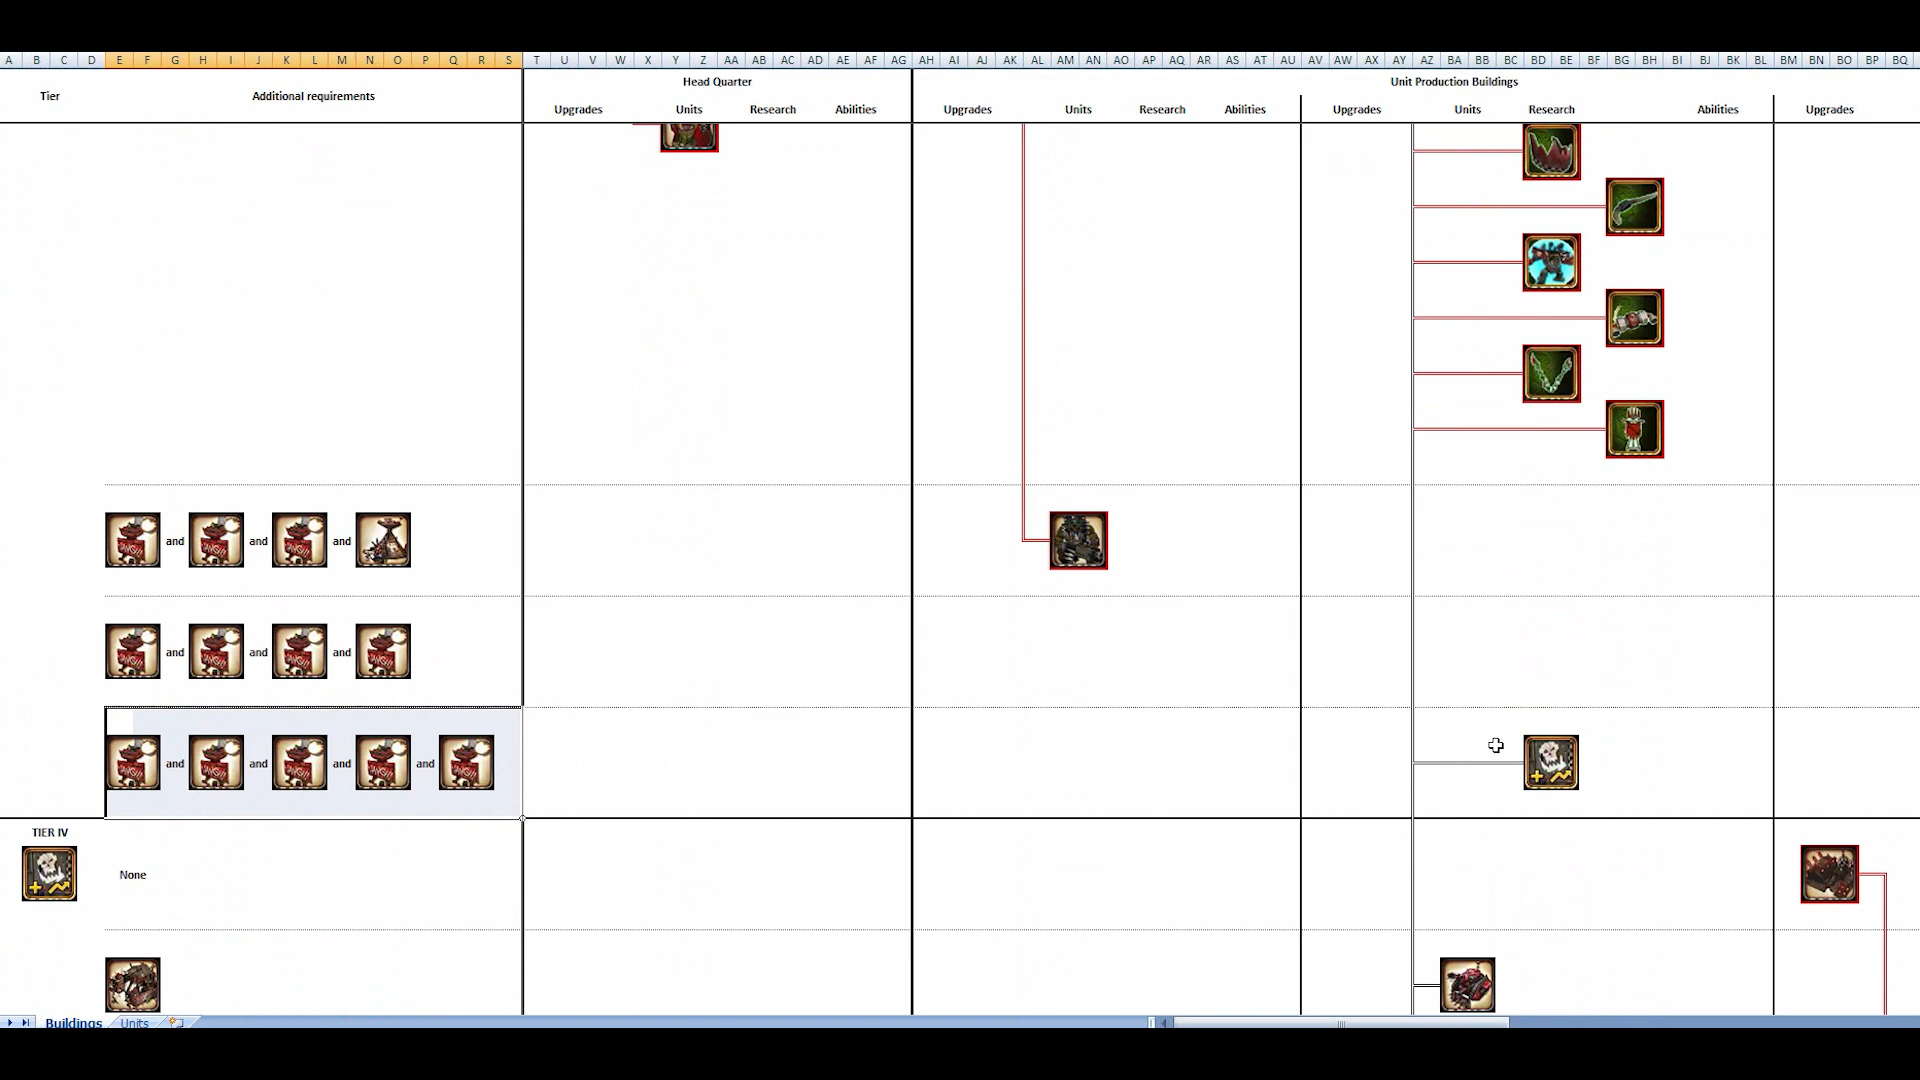 A B C D E F G H I J K L M N O P Q R S T U V W X Y Z AA AB AC AD AE AF AG AH AI AJ AK AL AM AN AO AP AQ AR AS AT AU AV AW AX AY AZ BA BB BC BD BE BF BG BH BI BJ BK BL BM BN BO BP BQ
Head Quarter Unit Production Buildings
Tier Additional requirements
Upgrades Units Research Abilities Upgrades Units Research Abilities Upgrades Units Research Abilities Upgrades
and and and
and and and
and and and and
TIER IV
None
Buildings Units